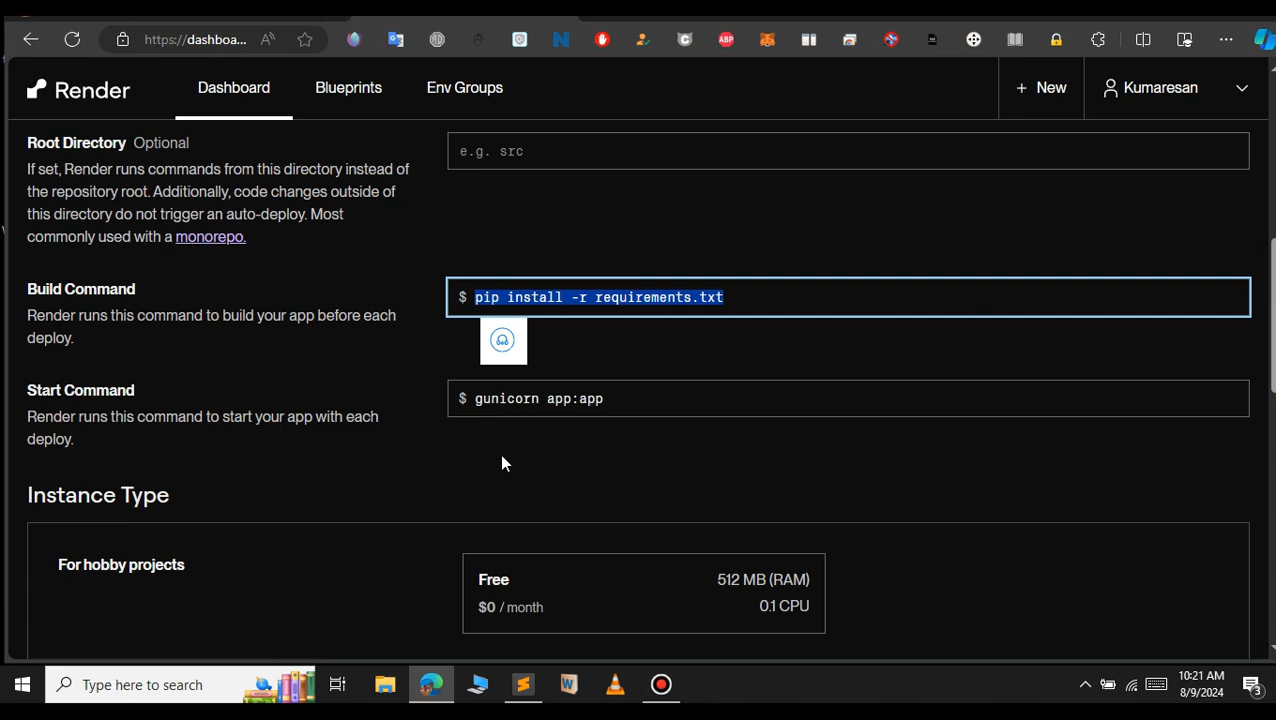 https://dashboa...
Render
Dashboard
Blueprints
Env Groups
+ New
Kumaresan
Root Directory Optional
e.g. src
If set, Render runs commands from this directory instead of
the repository root. Additionally, code changes outside of
this directory do not trigger an auto-deploy. Most
commonly used with a monorepo.
Build Command
$ pip install -r requirements.txt
Render runs this command to build your app before each
deploy.
Start Command
$ gunicorn app:app
Render runs this command to start your app with each
deploy.
Instance Type
For hobby projects
Free
512 MB (RAM)
$0 / month
0.1 CPU
Type here to search
10:21 AM
8/9/2024
3